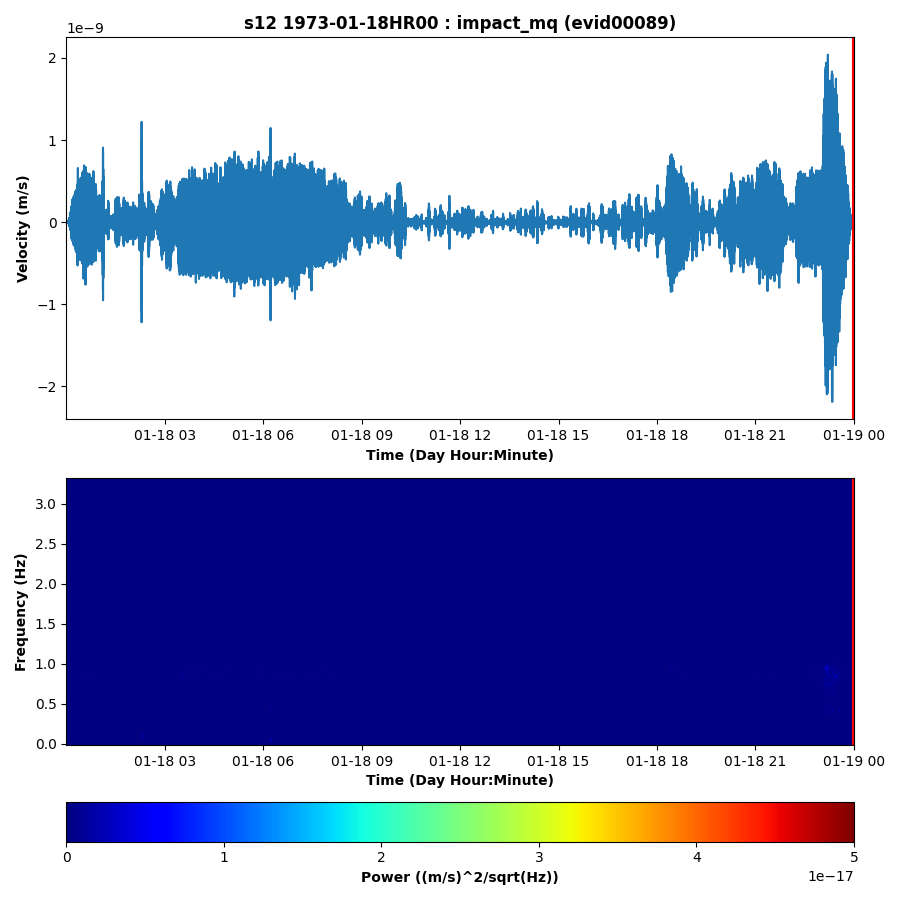 s12 1973-01-18HR00 : impact_mq (evid00089)
1e−9
2
1
0
−1
−2
Velocity (m/s)
01-18 03 01-18 06 01-18 09 01-18 12 01-18 15 01-18 18 01-18 21 01-19 00
Time (Day Hour:Minute)
3.0
2.5
2.0
1.5
1.0
0.5
0.0
Frequency (Hz)
01-18 03 01-18 06 01-18 09 01-18 12 01-18 15 01-18 18 01-18 21 01-19 00
Time (Day Hour:Minute)
0 1 2 3 4 5
1e−17
Power ((m/s)^2/sqrt(Hz))